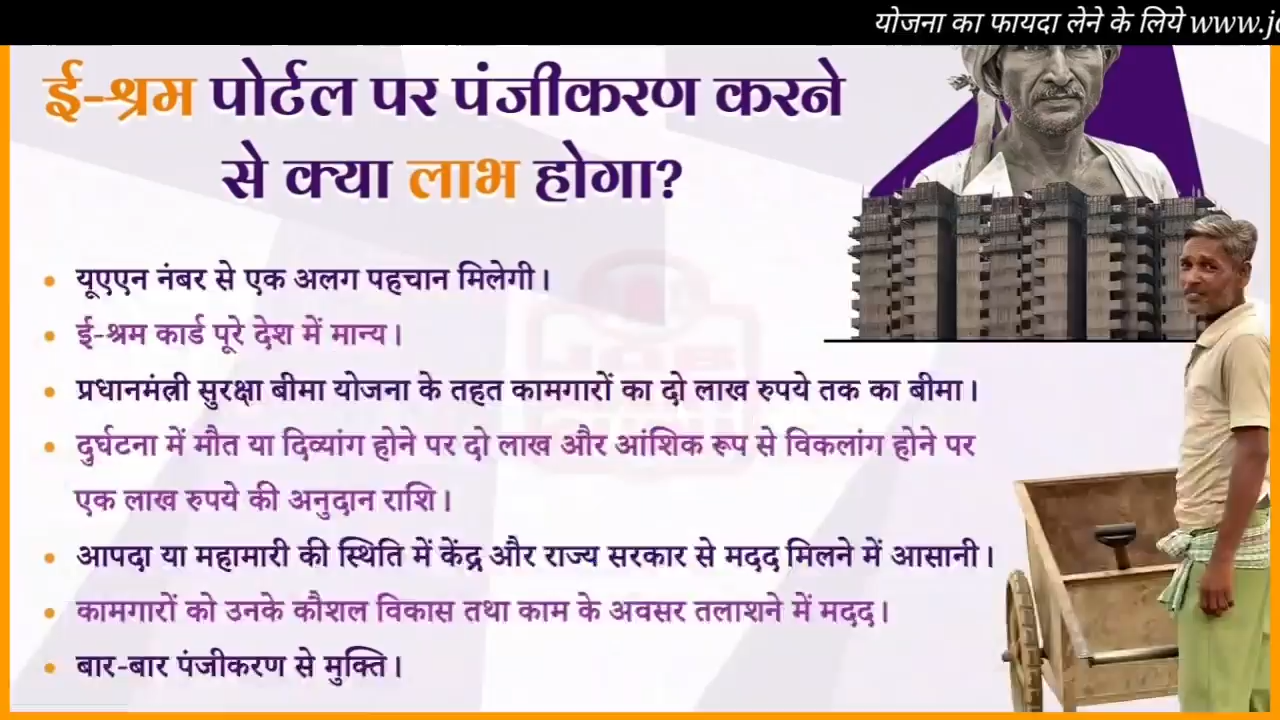 योजना का फायदा लेने के लिये www.jo
ई-श्रम पोर्टल पर पंजीकरण करने
से क्या लाभ होगा?
• यूएएन नंबर से एक अलग पहचान मिलेगी।
• ई-श्रम कार्ड पूरे देश में मान्य।
• प्रधानमंत्री सुरक्षा बीमा योजना के तहत कामगारों का दो लाख रुपये तक का बीमा।
• दुर्घटना में मौत या दिव्यांग होने पर दो लाख और आंशिक रूप से विकलांग होने पर
एक लाख रुपये की अनुदान राशि।
• आपदा या महामारी की स्थिति में केंद्र और राज्य सरकार से मदद मिलने में आसानी।
• कामगारों को उनके कौशल विकास तथा काम के अवसर तलाशने में मदद।
• बार-बार पंजीकरण से मुक्ति।